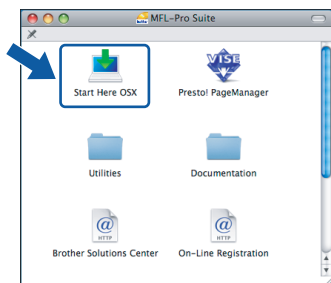 MFL-Pro Suite
VISE
Start Here OSX
Presto! PageManager
Utilities
Documentation
@
HTTP
@
HTTP
Brother Solutions Center
On-Line Registration